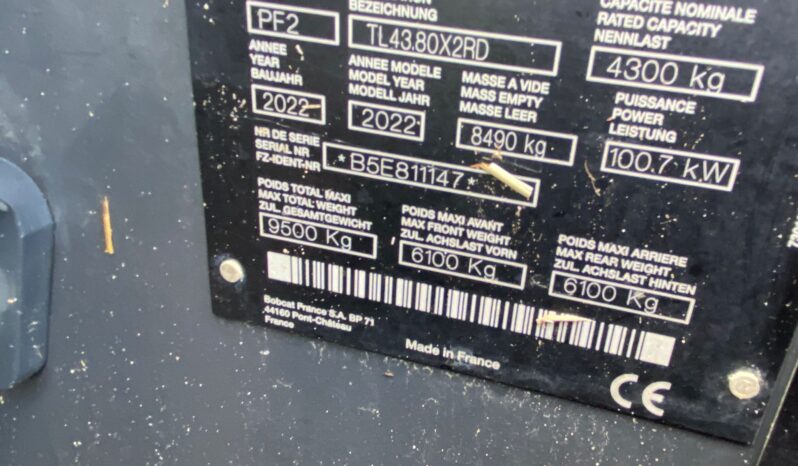 BEZEICHNUNG
PF2
TL43.80X2RD
CAPACITE NOMINALE
RATED CAPACITY
NENNLAST
4300 kg
ANNEE
YEAR
BAUJAHR
2022
ANNEE MODELE
MODEL YEAR
MODELL JAHR
2022
MASSE A VIDE
MASS EMPTY
MASSE LEER
8490 kg
PUISSANCE
POWER
LEISTUNG
100.7 kW
NR DE SERIE
SERIAL NR
FZ-IDENT-NR
*B5E811147*
POIDS TOTAL MAXI
MAX TOTAL WEIGHT
ZUL. GESAMTGEWICHT
9500 Kg
POIDS MAXI AVANT
MAX FRONT WEIGHT
ZUL. ACHSLAST VORN
6100 Kg
POIDS MAXI ARRIERE
MAX REAR WEIGHT
ZUL. ACHSLAST HINTEN
6100 Kg
Bobcat France S.A. BP 71
44160 Pont-Château
France
Made in France
CE